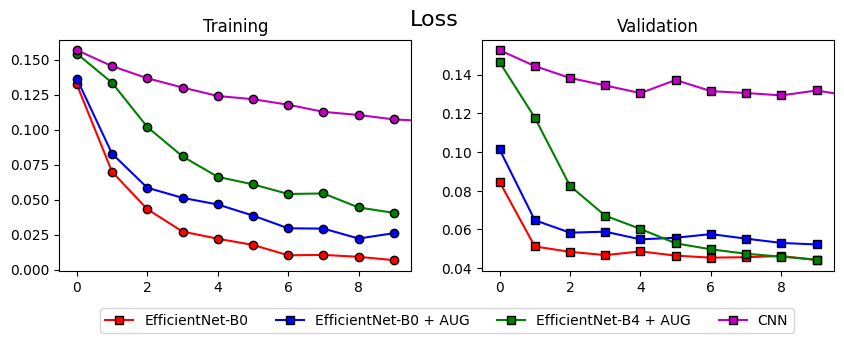 Loss
Training
Validation
0.150
0.125
0.100
0.075
0.050
0.025
0.000
0 2 4 6 8
0.14
0.12
0.10
0.08
0.06
0.04
0 2 4 6 8
EfficientNet-B0 EfficientNet-B0 + AUG EfficientNet-B4 + AUG CNN